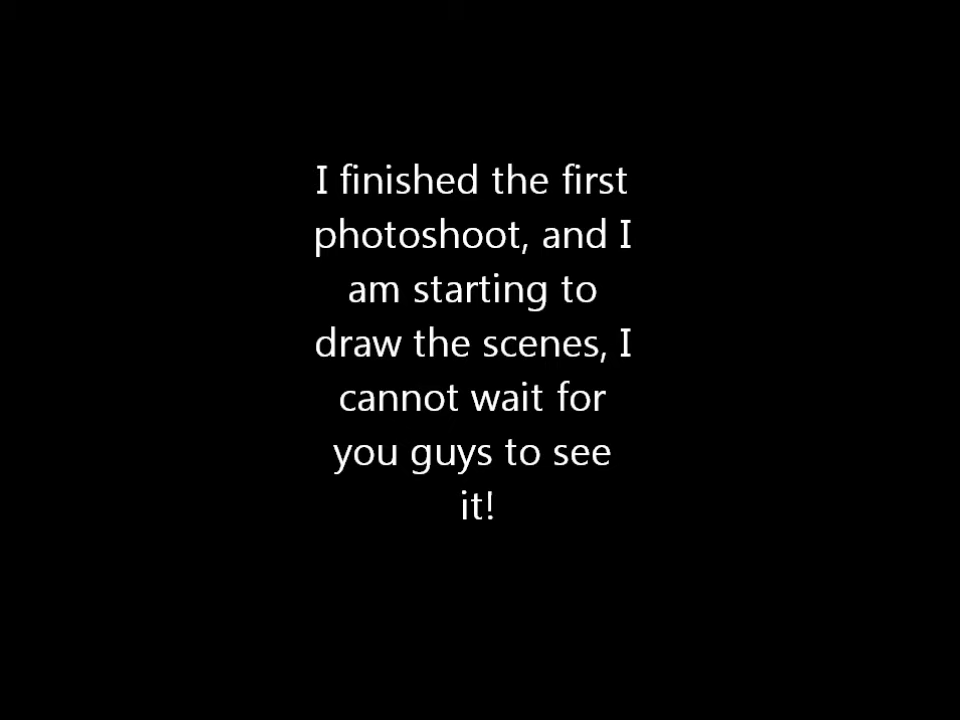 I finished the first
photoshoot, and I
am starting to
draw the scenes, I
cannot wait for
you guys to see
it!